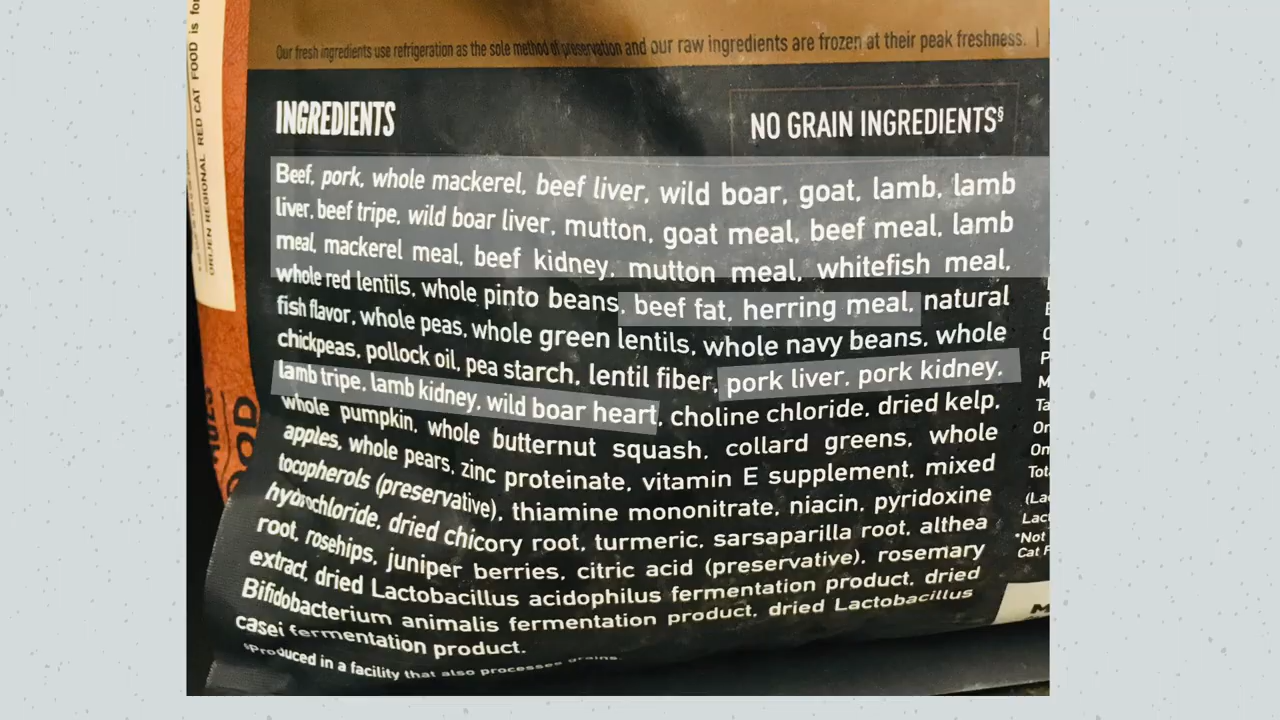 Our fresh ingredients use refrigeration as the sole method of preservation and our raw ingredients are frozen at their peak freshness.
INGREDIENTS
NO GRAIN INGREDIENTS§
Beef, pork, whole mackerel, beef liver, wild boar, goat, lamb, lamb
liver, beef tripe, wild boar liver, mutton, goat meal, beef meal, lamb
meal, mackerel meal, beef kidney, mutton meal, whitefish meal,
whole red lentils, whole pinto beans, beef fat, herring meal, natural
fish flavor, whole peas, whole green lentils, whole navy beans, whole
chickpeas, pollock oil, pea starch, lentil fiber, pork liver, pork kidney,
lamb tripe, lamb kidney, wild boar heart, choline chloride, dried kelp,
whole pumpkin, whole butternut squash, collard greens, whole
apples, whole pears, zinc proteinate, vitamin E supplement, mixed
tocopherols (preservative), thiamine mononitrate, niacin, pyridoxine
hydrochloride, dried chicory root, turmeric, sarsaparilla root, althea
root, rosehips, juniper berries, citric acid (preservative), rosemary
extract, dried Lactobacillus acidophilus fermentation product, dried
Bifidobacterium animalis fermentation product, dried Lactobacillus
casei fermentation product.
§Produced in a facility that also processes grains.
ORIJEN REGIONAL RED CAT FOOD is for
(Lac
Lact
*Not
Cat F